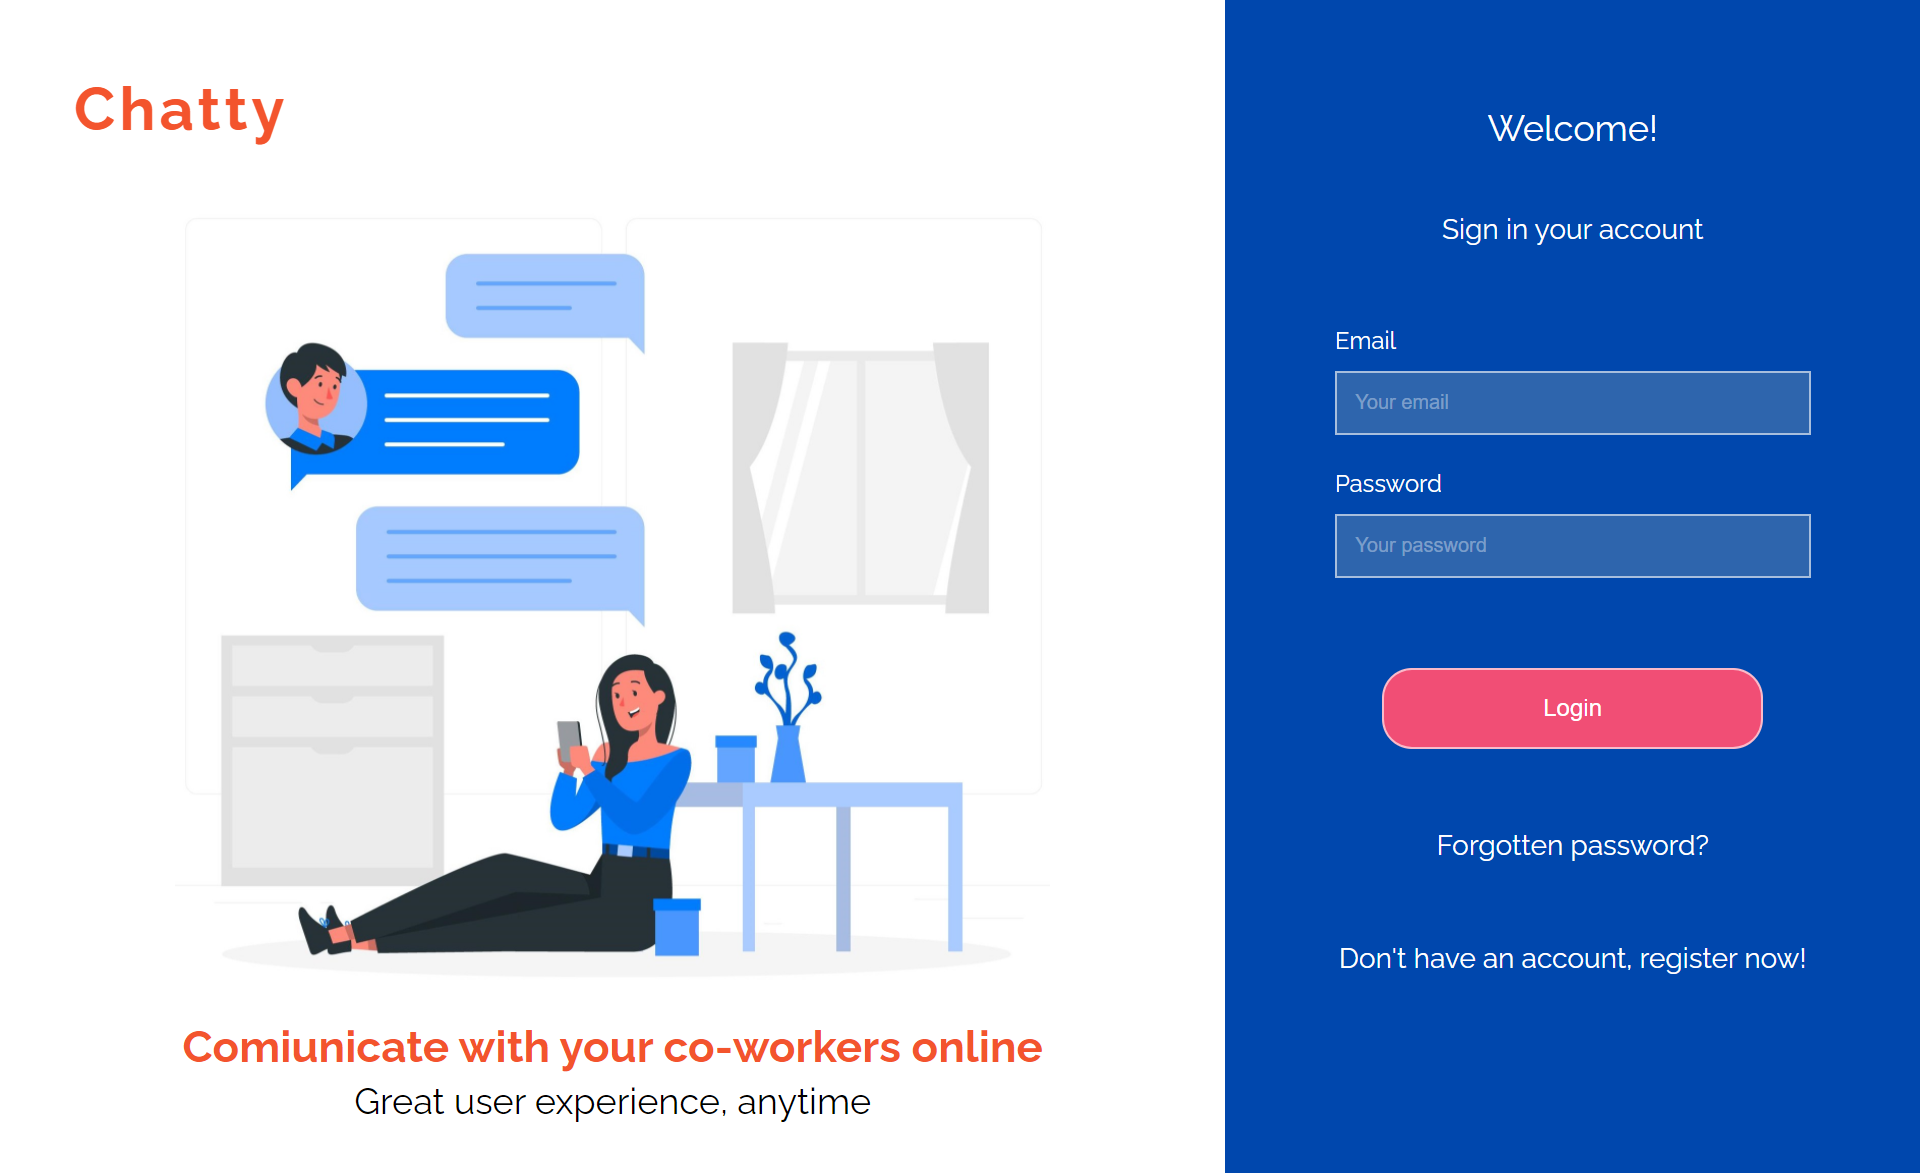 Chatty
Comiunicate with your co-workers online
Great user experience, anytime
Welcome!
Sign in your account
Email
Your email
Password
Your password
Login
Forgotten password?
Don't have an account, register now!